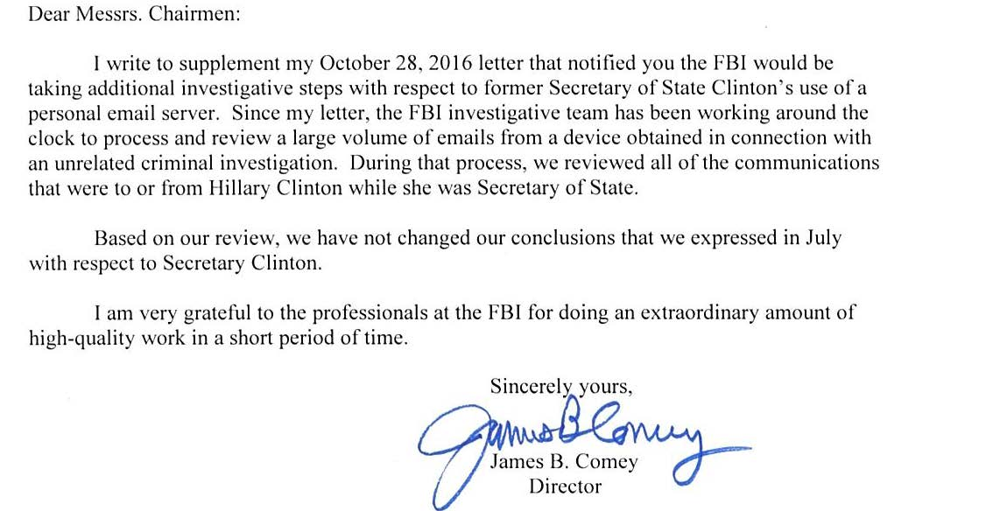 Dear Messrs. Chairmen:
I write to supplement my October 28, 2016 letter that notified you the FBI would be
taking additional investigative steps with respect to former Secretary of State Clinton’s use of a
personal email server.  Since my letter, the FBI investigative team has been working around the
clock to process and review a large volume of emails from a device obtained in connection with
an unrelated criminal investigation.  During that process, we reviewed all of the communications
that were to or from Hillary Clinton while she was Secretary of State.
Based on our review, we have not changed our conclusions that we expressed in July
with respect to Secretary Clinton.
I am very grateful to the professionals at the FBI for doing an extraordinary amount of
high-quality work in a short period of time.
Sincerely yours,
James B Comey
James B. Comey
Director